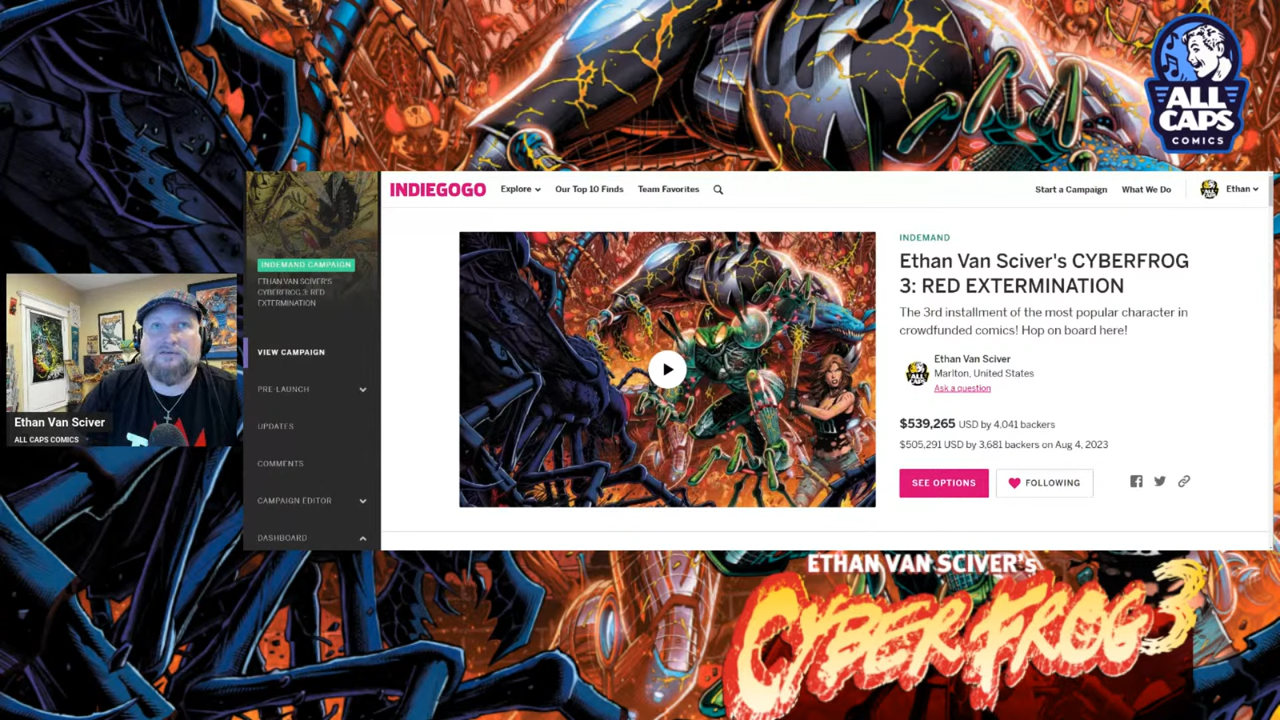 ALL
CAPS
COMICS
INDIEGOGO
Explore
Our Top 10 Finds
Team Favorites
Start a Campaign
What We Do
Ethan
INDEMAND CAMPAIGN
ETHAN VAN SCIVER'S
CYBERFROG 3: RED
EXTERMINATION
VIEW CAMPAIGN
PRE-LAUNCH
UPDATES
COMMENTS
CAMPAIGN EDITOR
DASHBOARD
INDEMAND
Ethan Van Sciver's CYBERFROG
3: RED EXTERMINATION
The 3rd installment of the most popular character in
crowdfunded comics! Hop on board here!
ALL
CAPS
Ethan Van Sciver
Marlton, United States
Ask a question
$539,265 USD by 4,041 backers
$505,291 USD by 3,681 backers on Aug 4, 2023
SEE OPTIONS
FOLLOWING
Ethan Van Sciver
ALL CAPS COMICS
ETHAN VAN SCIVER's
CYBERFROG 3